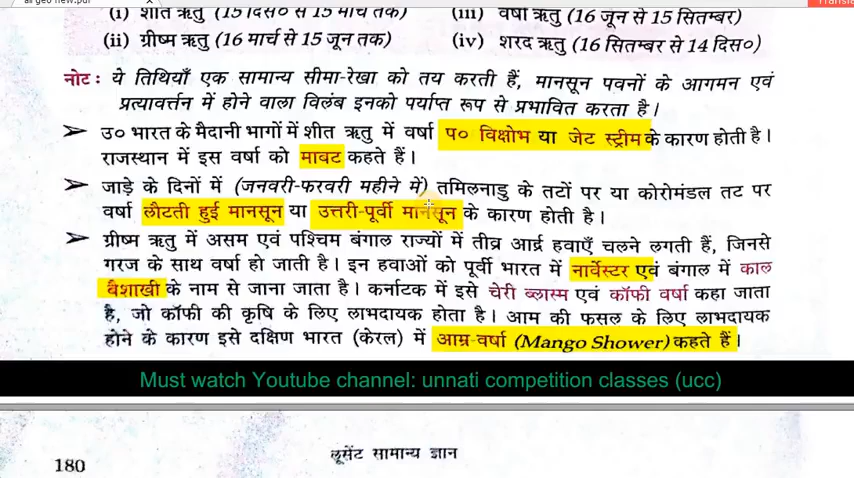 al geo new.pdf
(i) शीत ऋतु (15 दिस० से 15 मार्च तक)
(iii) वर्षा ऋतु (16 जून से 15 सितम्बर)
(ii) ग्रीष्म ऋतु (16 मार्च से 15 जून तक)
(iv) शरद ऋतु (16 सितम्बर से 14 दिस०)
नोट : ये तिथियाँ एक सामान्य सीमा-रेखा को तय करती हैं, मानसून पवनों के आगमन एवं
प्रत्यावर्त्तन में होने वाला विलंब इनको पर्याप्त रूप से प्रभावित करता है।
➤ उ० भारत के मैदानी भागों में शीत ऋतु में वर्षा प० विक्षोभ या जेट स्ट्रीम के कारण होती है।
राजस्थान में इस वर्षा को मावट कहते हैं।
➤ जाड़े के दिनों में (जनवरी-फरवरी महीने में) तमिलनाडु के तटों पर या कोरोमंडल तट पर
वर्षा लौटती हुई मानसून या उत्तरी-पूर्वी मानसून के कारण होती है।
➤ ग्रीष्म ऋतु में असम एवं पश्चिम बंगाल राज्यों में तीव्र आर्द्र हवाएँ चलने लगती हैं, जिनसे
गरज के साथ वर्षा हो जाती है। इन हवाओं को पूर्वी भारत में नार्वेस्टर एवं बंगाल में काल
बैशाखी के नाम से जाना जाता है। कर्नाटक में इसे चेरी ब्लास्म एवं कॉफी वर्षा कहा जाता
है, जो कॉफी की कृषि के लिए लाभदायक होता है। आम की फसल के लिए लाभदायक
होने के कारण इसे दक्षिण भारत (केरल) में आम्र-वर्षा (Mango Shower) कहते हैं।
Must watch Youtube channel: unnati competition classes (ucc)
180
लूसेंट सामान्य ज्ञान